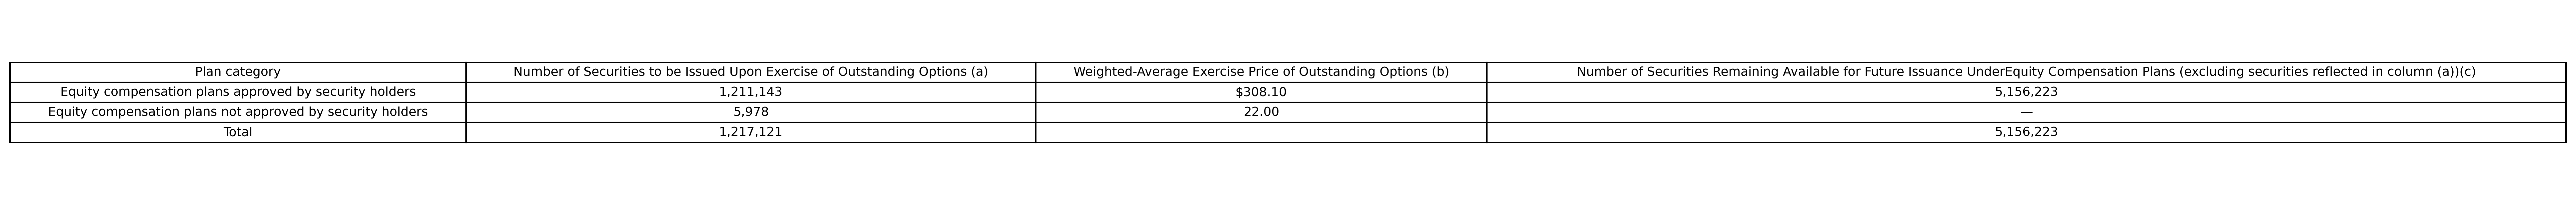 Plan category Number of Securities to be Issued Upon Exercise of Outstanding Options (a) Weighted-Average Exercise Price of Outstanding Options (b) Number of Securities Remaining Available for Future Issuance UnderEquity Compensation Plans (excluding securities reflected in column (a))(c)
Equity compensation plans approved by security holders 1,211,143 $308.10 5,156,223
Equity compensation plans not approved by security holders 5,978 22.00 —
Total 1,217,121 5,156,223